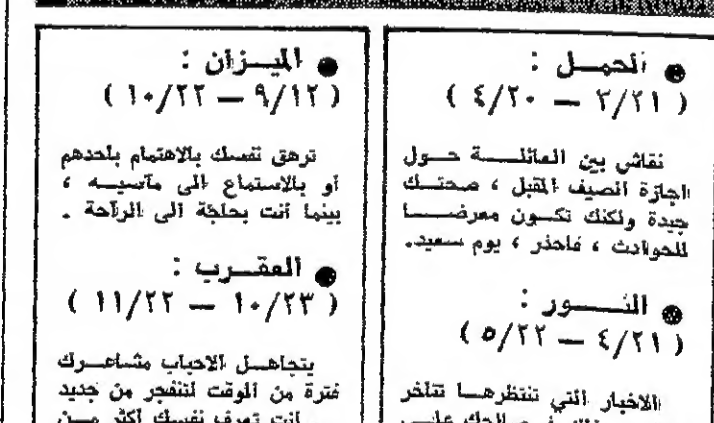 ● الحمل :
( ٢/٢١ — ٤/٢٠ )
نقاش بين العائلة حول
اجازة الصيف المقبل ، صحتك
جيدة ولكنك تكون معرضا
للحوادث ، فاحذر ، يوم سعيد.
● الثور :
( ٤/٢١ — ٥/٢٢ )
الاخبار التي تنتظرها تتأخر
على
● الميزان :
( ٩/١٢ — ١٠/٢٢ )
ترهق نفسك بالاهتمام بأحدهم
أو بالاستماع الى مآسيه ،
بينما أنت بحاجة الى الراحة .
● العقرب :
( ١٠/٢٣ — ١١/٢٢ )
يتجاهل الاحباب مشاعرك
فترة من الوقت لتنفجر من جديد
أنت تعرف نفسك أكثر من